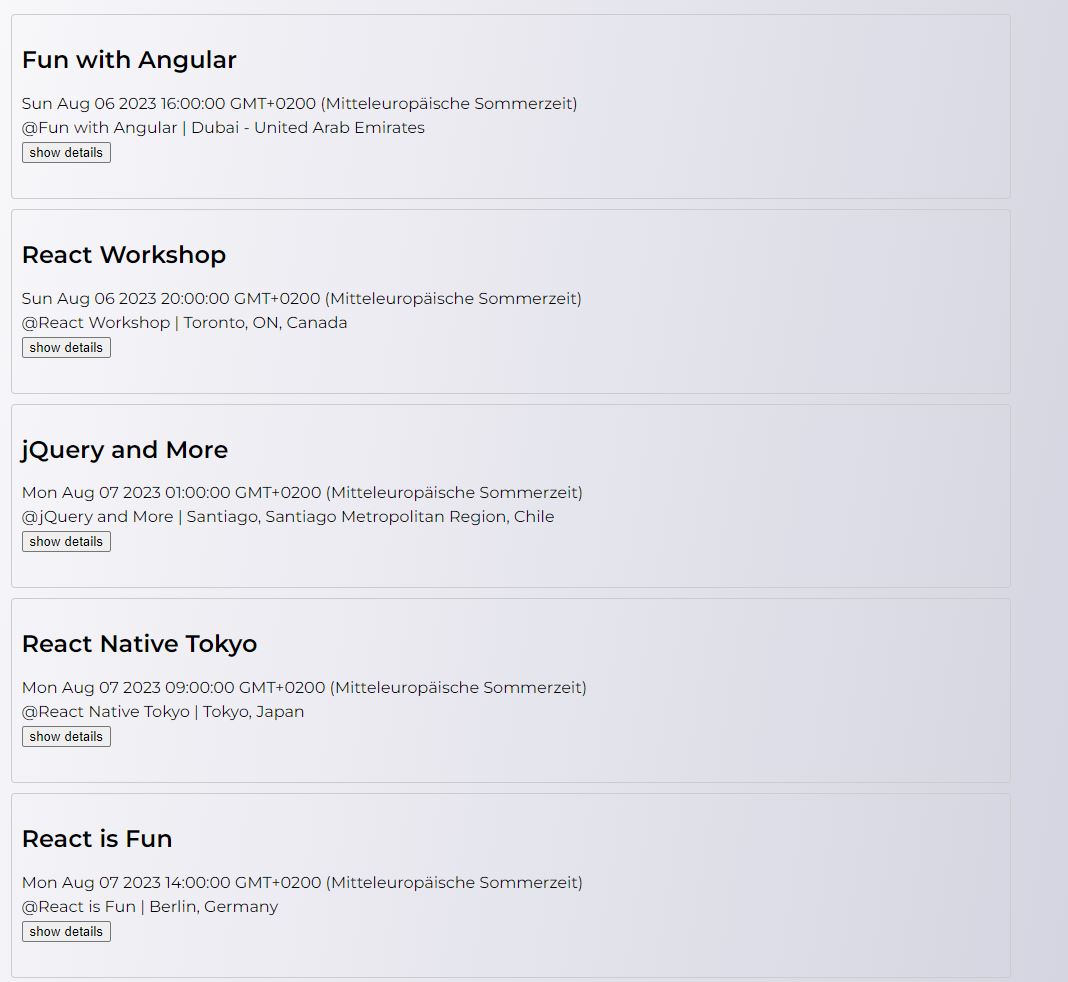 Fun with Angular
Sun Aug 06 2023 16:00:00 GMT+0200 (Mitteleuropäische Sommerzeit)
@Fun with Angular | Dubai - United Arab Emirates
show details
React Workshop
Sun Aug 06 2023 20:00:00 GMT+0200 (Mitteleuropäische Sommerzeit)
@React Workshop | Toronto, ON, Canada
show details
jQuery and More
Mon Aug 07 2023 01:00:00 GMT+0200 (Mitteleuropäische Sommerzeit)
@jQuery and More | Santiago, Santiago Metropolitan Region, Chile
show details
React Native Tokyo
Mon Aug 07 2023 09:00:00 GMT+0200 (Mitteleuropäische Sommerzeit)
@React Native Tokyo | Tokyo, Japan
show details
React is Fun
Mon Aug 07 2023 14:00:00 GMT+0200 (Mitteleuropäische Sommerzeit)
@React is Fun | Berlin, Germany
show details